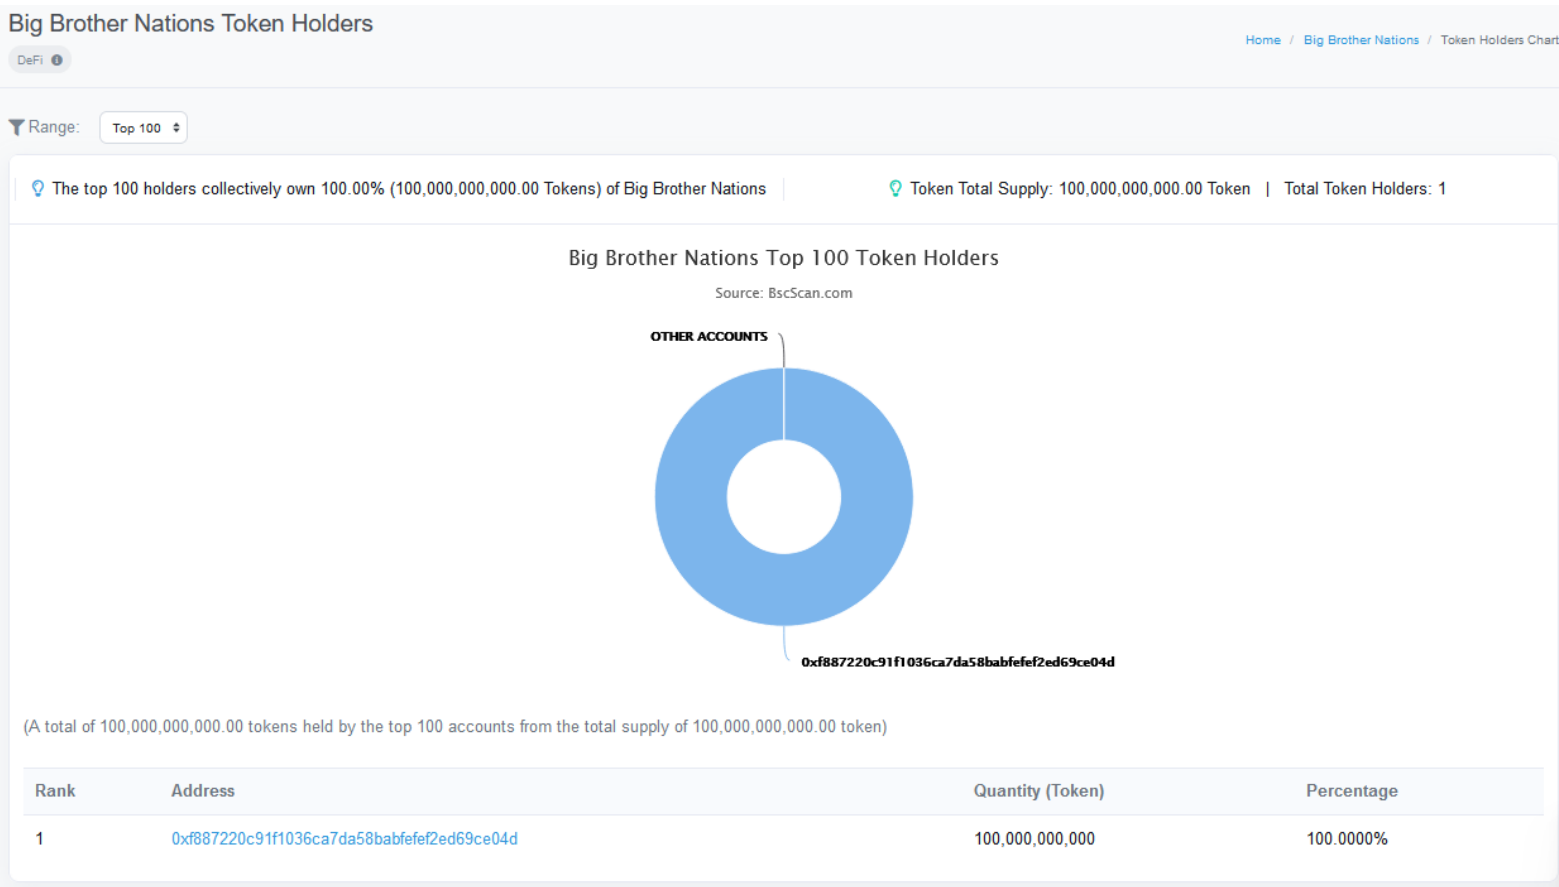 Big Brother Nations Token Holders
Home / Big Brother Nations / Token Holders Chart
DeFi
Range: Top 100
The top 100 holders collectively own 100.00% (100,000,000,000.00 Tokens) of Big Brother Nations
Token Total Supply: 100,000,000,000.00 Token | Total Token Holders: 1
Big Brother Nations Top 100 Token Holders
Source: BscScan.com
OTHER ACCOUNTS
0xf887220c91f1036ca7da58babfefef2ed69ce04d
(A total of 100,000,000,000.00 tokens held by the top 100 accounts from the total supply of 100,000,000,000.00 token)
Rank Address Quantity (Token) Percentage
1 0xf887220c91f1036ca7da58babfefef2ed69ce04d 100,000,000,000 100.0000%